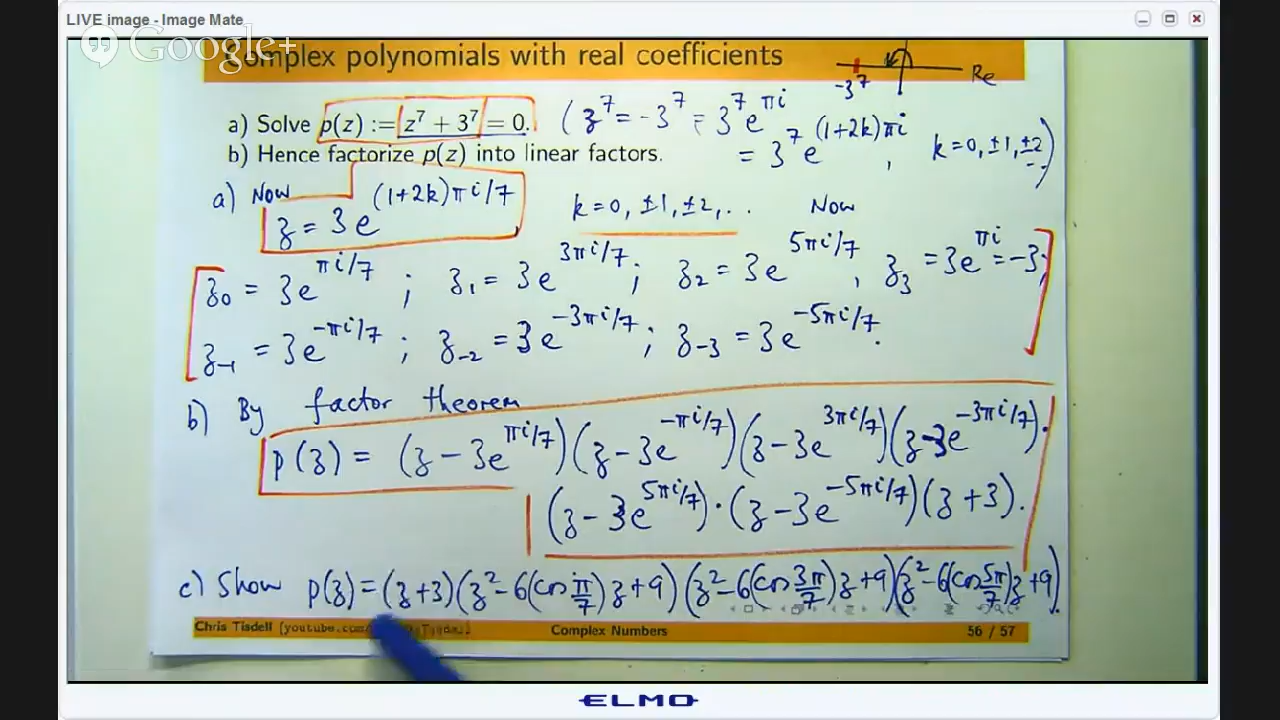 LIVE image - Image Mate
Google+
Complex polynomials with real coefficients
Re
-3^7
a) Solve p(z) := z^7 + 3^7 = 0. (z^7 = -3^7 = 3^7 e^{πi}
= 3^7 e^{(1+2k)πi}, k=0, ±1, ±2 --)
b) Hence factorize p(z) into linear factors.
a) Now z = 3e^{(1+2k)πi/7} k=0, ±1, ±2, .. Now
z_0 = 3e^{πi/7} ; z_1 = 3e^{3πi/7} ; z_2 = 3e^{5πi/7} , z_3 = 3e^{πi} = -3;
z_{-1} = 3e^{-πi/7} ; z_{-2} = 3e^{-3πi/7} ; z_{-3} = 3e^{-5πi/7}.
b) By factor theorem
p(z) = (z - 3e^{πi/7})(z - 3e^{-πi/7})(z - 3e^{3πi/7})(z - 3e^{-3πi/7}).
(z - 3e^{5πi/7}).(z - 3e^{-5πi/7})(z + 3).
c) Show p(z) = (z+3)(z^2 - 6(cos π/7) z + 9)(z^2 - 6(cos 3π/7) z + 9)(z^2 - 6(cos 5π/7) z + 9).
Chris Tisdell (youtube.com/ Complex Numbers 56 / 57
ELMO